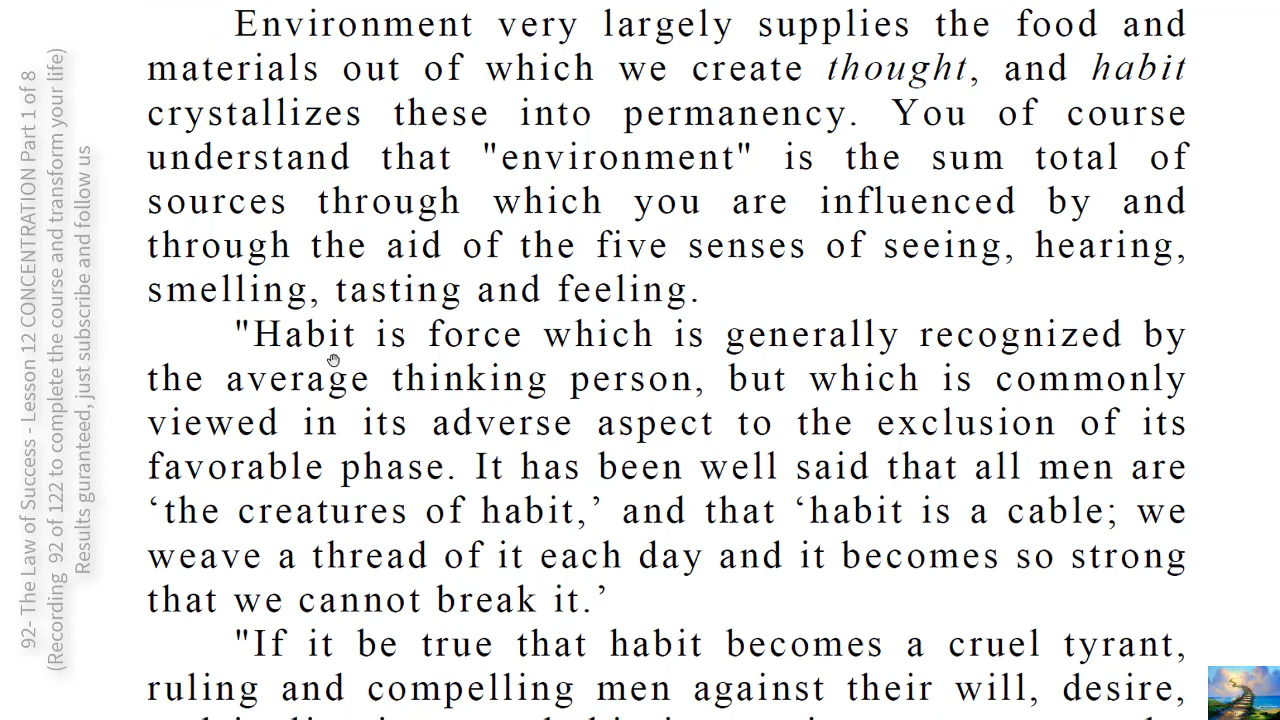 Environment very largely supplies the food and
materials out of which we create thought, and habit
crystallizes these into permanency. You of course
understand that "environment" is the sum total of
sources through which you are influenced by and
through the aid of the five senses of seeing, hearing,
smelling, tasting and feeling.
"Habit is force which is generally recognized by
the average thinking person, but which is commonly
viewed in its adverse aspect to the exclusion of its
favorable phase. It has been well said that all men are
‘the creatures of habit,’ and that ‘habit is a cable; we
weave a thread of it each day and it becomes so strong
that we cannot break it.’
"If it be true that habit becomes a cruel tyrant,
ruling and compelling men against their will, desire,
92- The Law of Success - Lesson 12 CONCENTRATION Part 1 of 8
(Recording 92 of 122 to complete the course and transform your life)
Results guranteed, just subscribe and follow us